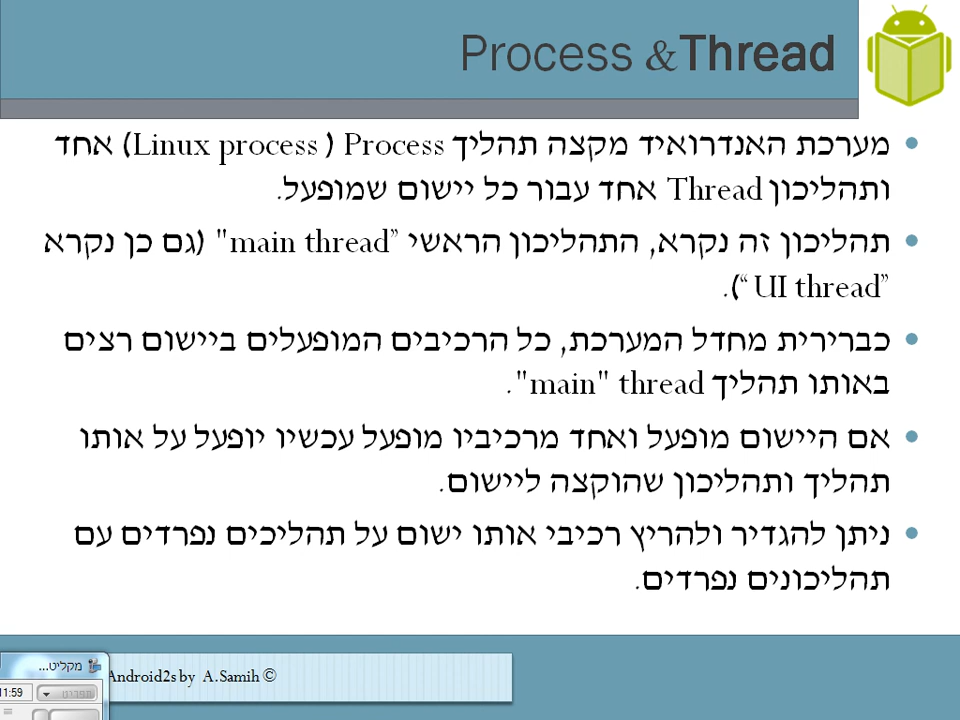 Process &Thread
מערכת האנדרואיד מקצה תהליך Process ( Linux process) אחד
ותהליכון Thread אחד עבור כל יישום שמופעל.
תהליכון זה נקרא, התהליכון הראשי ”main thread" (גם כן נקרא
”UI thread“).
כברירית מחדל המערכת, כל הרכיבים המופעלים ביישום רצים
באותו תהליך main" thread".
אם היישום מופעל ואחד מרכיביו מופעל עכשיו יופעל על אותו
תהליך ותהליכון שהוקצה ליישום.
ניתן להגדיר ולהריץ רכיבי אותו ישום על תהליכים נפרדים עם
תהליכונים נפרדים.
מקליט...
Android2s by A.Samih ©
11:59
תפריט